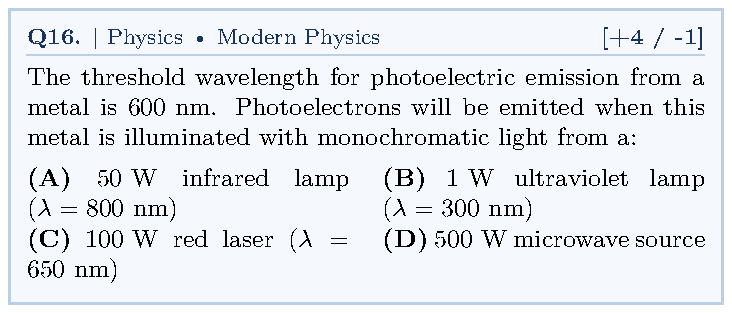 Q16. | Physics • Modern Physics [+4 / -1]
The threshold wavelength for photoelectric emission from a
metal is 600 nm. Photoelectrons will be emitted when this
metal is illuminated with monochromatic light from a:
(A) 50 W infrared lamp
(λ = 800 nm)
(B) 1 W ultraviolet lamp
(λ = 300 nm)
(C) 100 W red laser (λ =
650 nm)
(D) 500 W microwave source